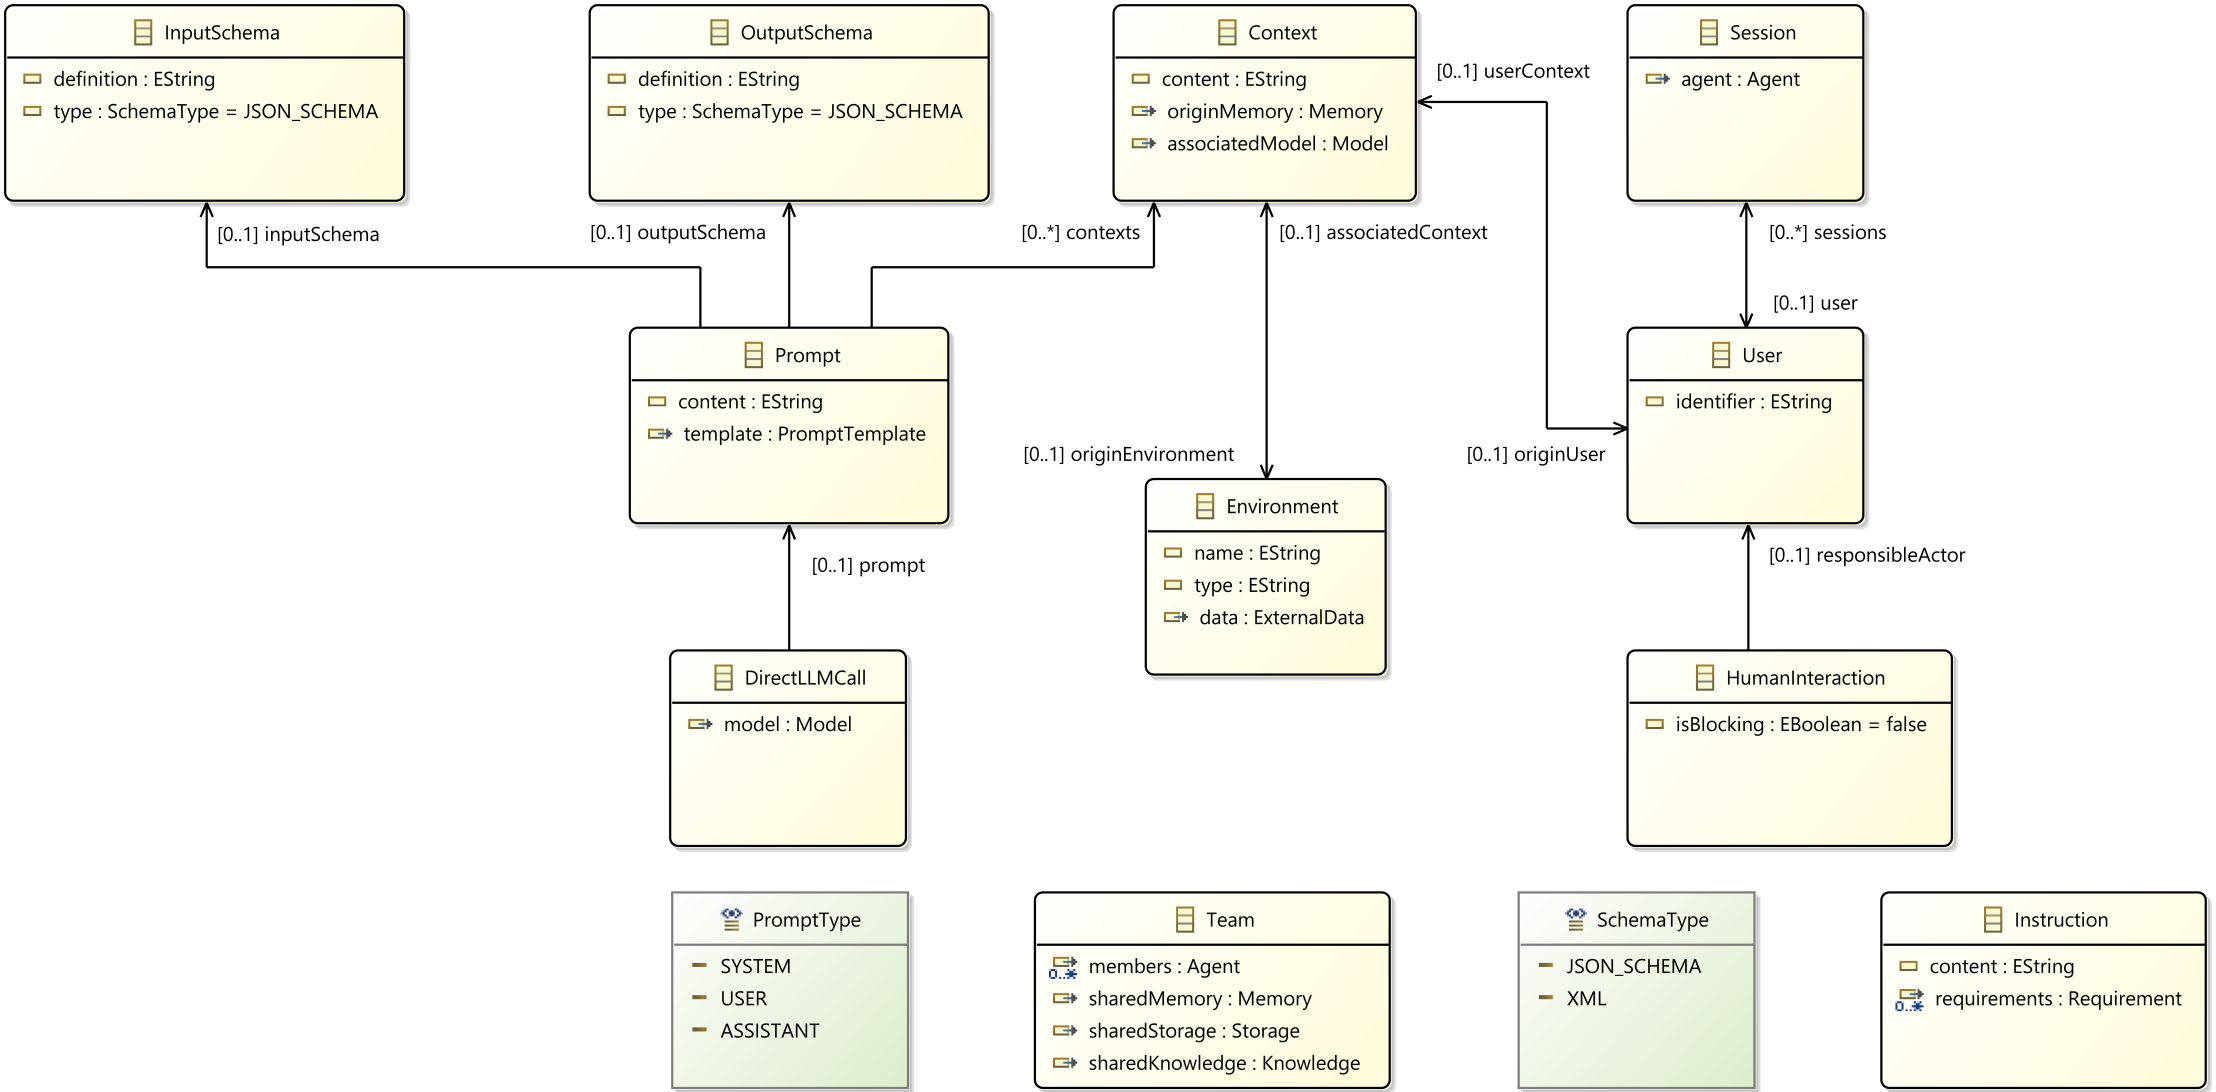 InputSchema
definition : EString
type : SchemaType = JSON_SCHEMA
OutputSchema
definition : EString
type : SchemaType = JSON_SCHEMA
Context
content : EString
originMemory : Memory
associatedModel : Model
[0..1] userContext
Session
agent : Agent
[0..1] inputSchema
[0..1] outputSchema
[0..*] contexts
[0..1] associatedContext
[0..*] sessions
[0..1] user
Prompt
content : EString
template : PromptTemplate
User
identifier : EString
[0..1] originEnvironment
[0..1] originUser
Environment
name : EString
type : EString
data : ExternalData
[0..1] prompt
[0..1] responsibleActor
DirectLLMCall
model : Model
HumanInteraction
isBlocking : EBoolean = false
PromptType
SYSTEM
USER
ASSISTANT
Team
0..*
members : Agent
sharedMemory : Memory
sharedStorage : Storage
sharedKnowledge : Knowledge
SchemaType
JSON_SCHEMA
XML
Instruction
content : EString
0..*
requirements : Requirement